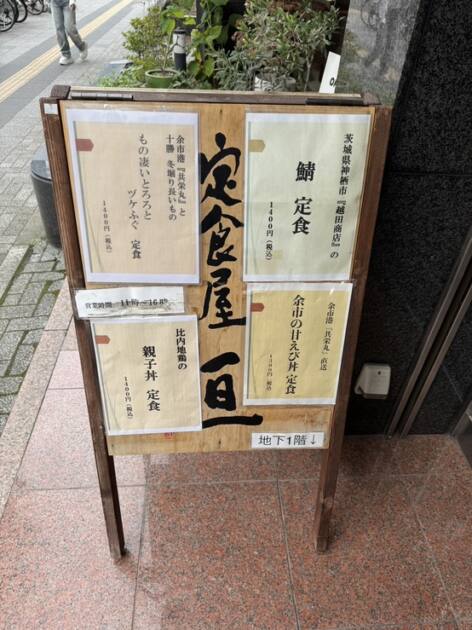 定食屋 一旦
茨城県神栖市『越田商店』の
鯖 定食
1400円(税込)
余市港『共栄丸』直送
余市の甘えび丼 定食
余市港『共栄丸』と
十勝 冬堀り長いもの
もの凄いとろろと
ヅケふぐ 定食
1400円(税込)
営業時間 11時〜16時
比内地鶏の
親子丼 定食
1400円(税込)
地下1階↓